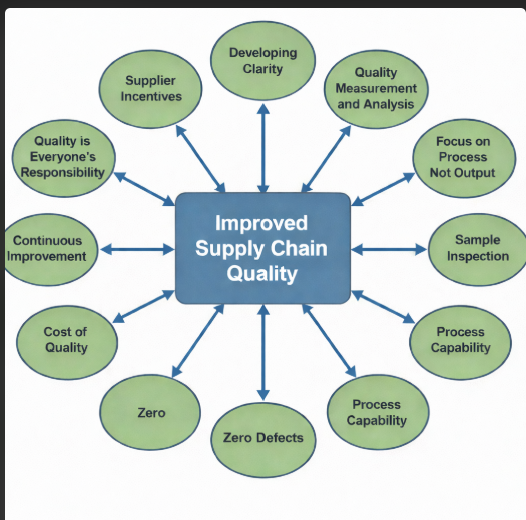 Developing
Clarity
Quality
Measurement
and Analysis
Focus on
Process
Not Output
Sample
Inspection
Process
Capability
Process
Capability
Zero Defects
Zero
Cost of
Quality
Continuous
Improvement
Quality is
Everyone's
Responsibility
Supplier
Incentives
Improved
Supply Chain
Quality